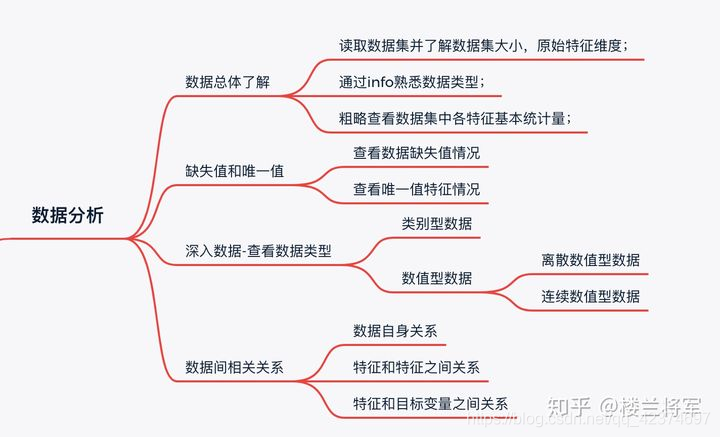 数据分析
数据总体了解
读取数据集并了解数据集大小，原始特征维度；
通过info熟悉数据类型；
粗略查看数据集中各特征基本统计量；
缺失值和唯一值
查看数据缺失值情况
查看唯一值特征情况
深入数据-查看数据类型
类别型数据
数值型数据
离散数值型数据
连续数值型数据
数据间相关关系
数据自身关系
特征和特征之间关系
特征和目标变量之间关系
知乎 @楼兰将军